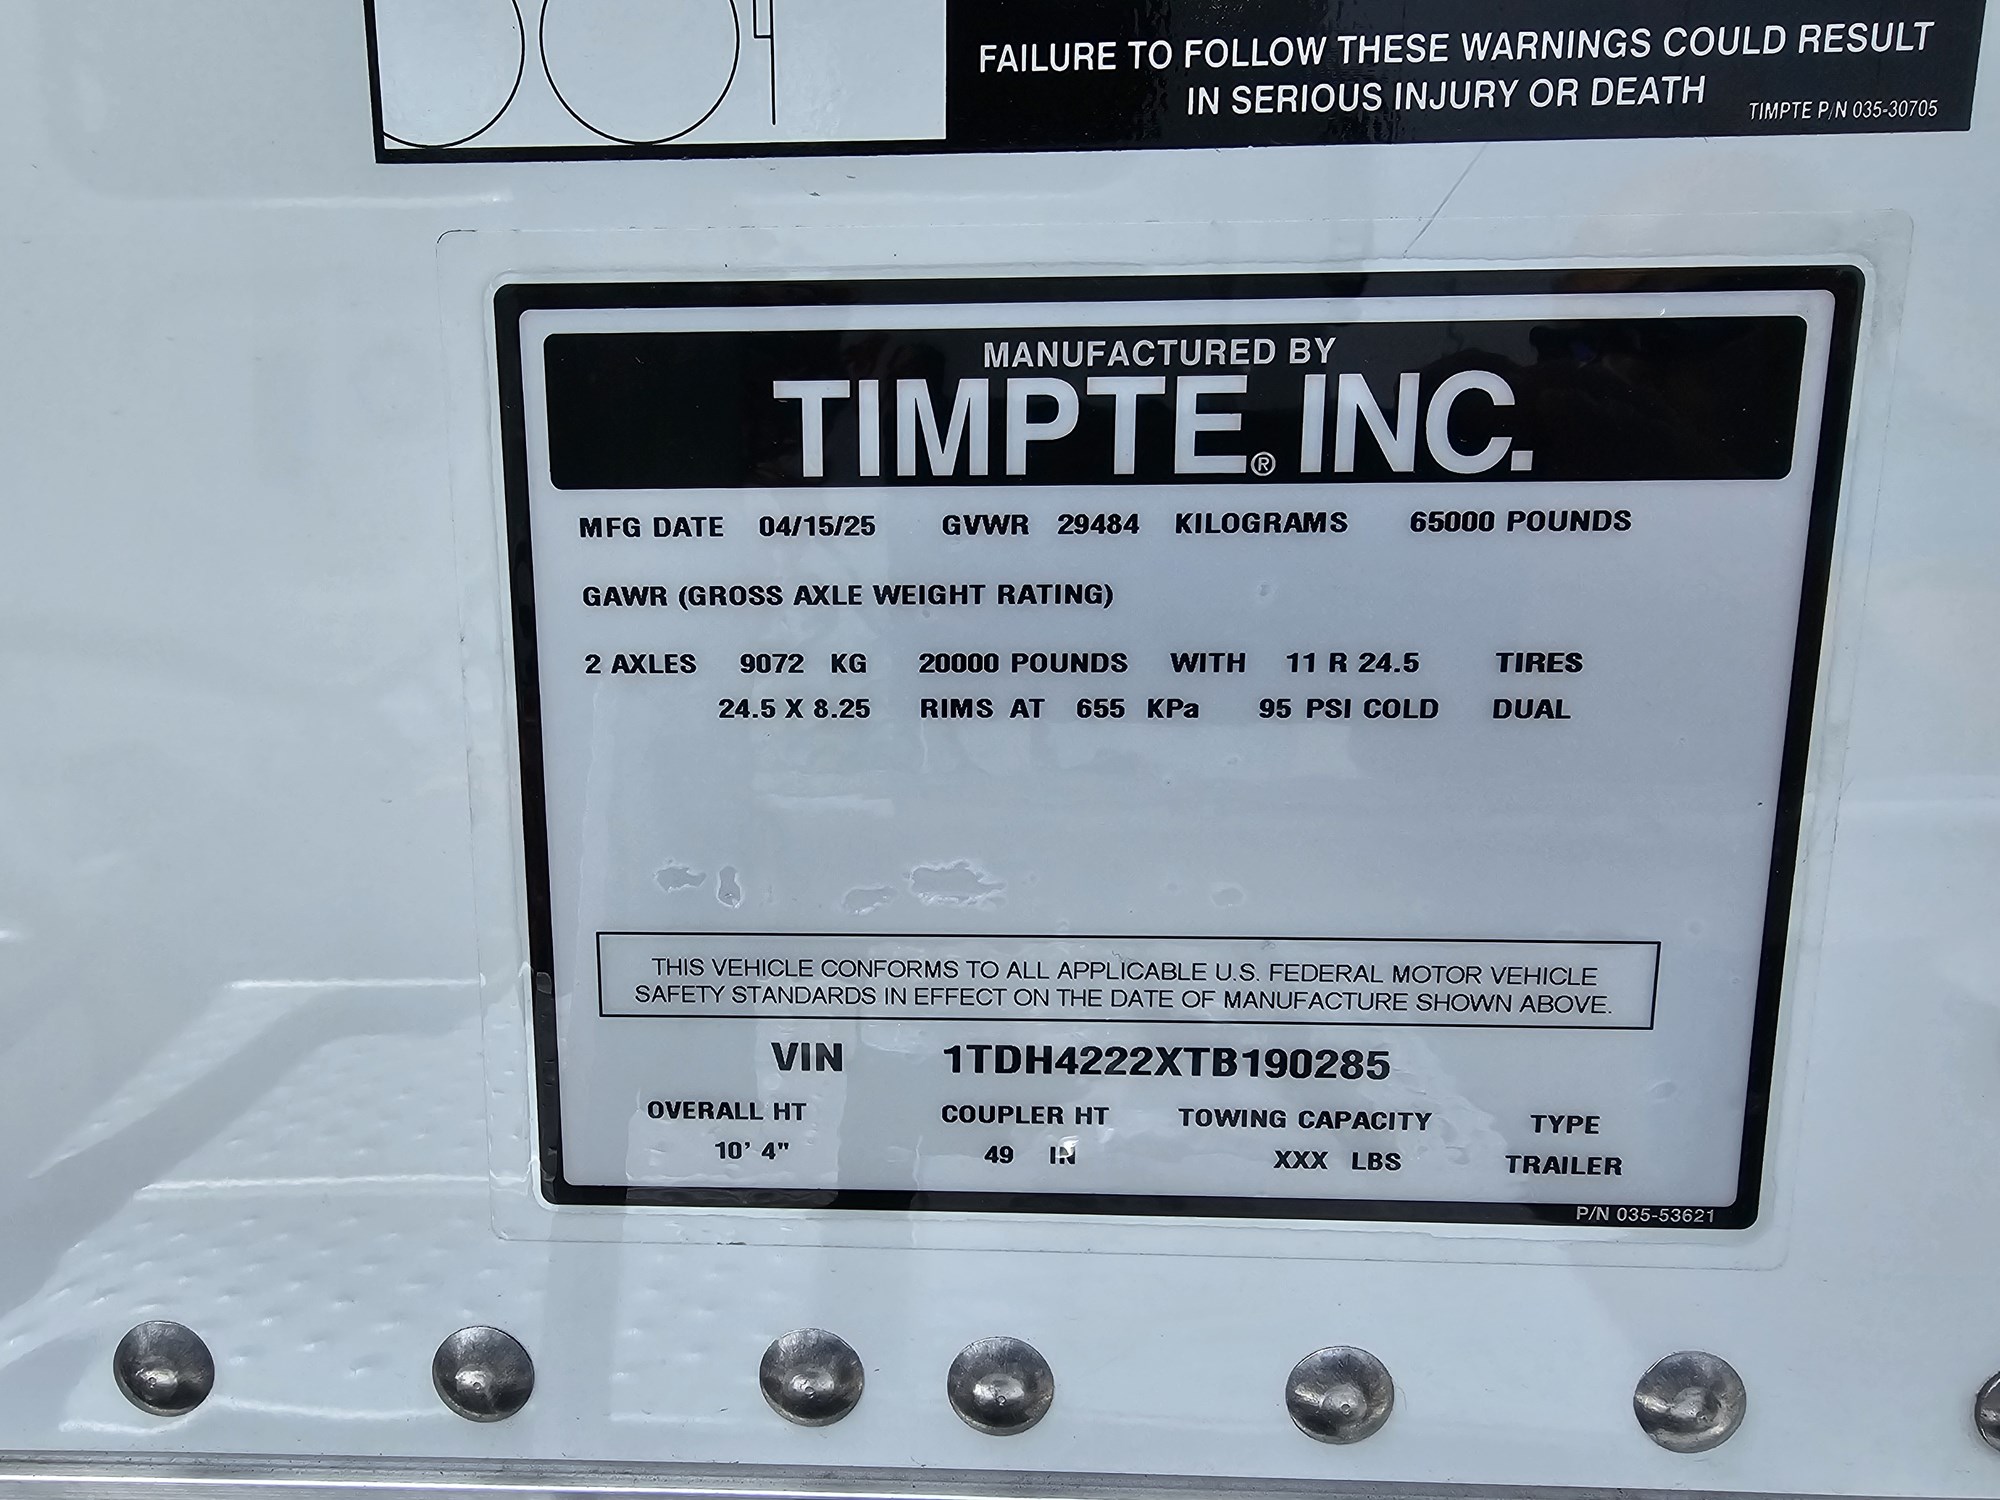 FAILURE TO FOLLOW THESE WARNINGS COULD RESULT
IN SERIOUS INJURY OR DEATH
TIMPTE P/N 035-30705
MANUFACTURED BY
TIMPTE® INC.
MFG DATE 04/15/25 GVWR 29484 KILOGRAMS 65000 POUNDS
GAWR (GROSS AXLE WEIGHT RATING)
2 AXLES 9072 KG 20000 POUNDS WITH 11 R 24.5 TIRES
24.5 X 8.25 RIMS AT 655 KPa 95 PSI COLD DUAL
THIS VEHICLE CONFORMS TO ALL APPLICABLE U.S. FEDERAL MOTOR VEHICLE
SAFETY STANDARDS IN EFFECT ON THE DATE OF MANUFACTURE SHOWN ABOVE.
VIN 1TDH4222XTB190285
OVERALL HT COUPLER HT TOWING CAPACITY TYPE
10' 4" 49 IN XXX LBS TRAILER
P/N 035-53621